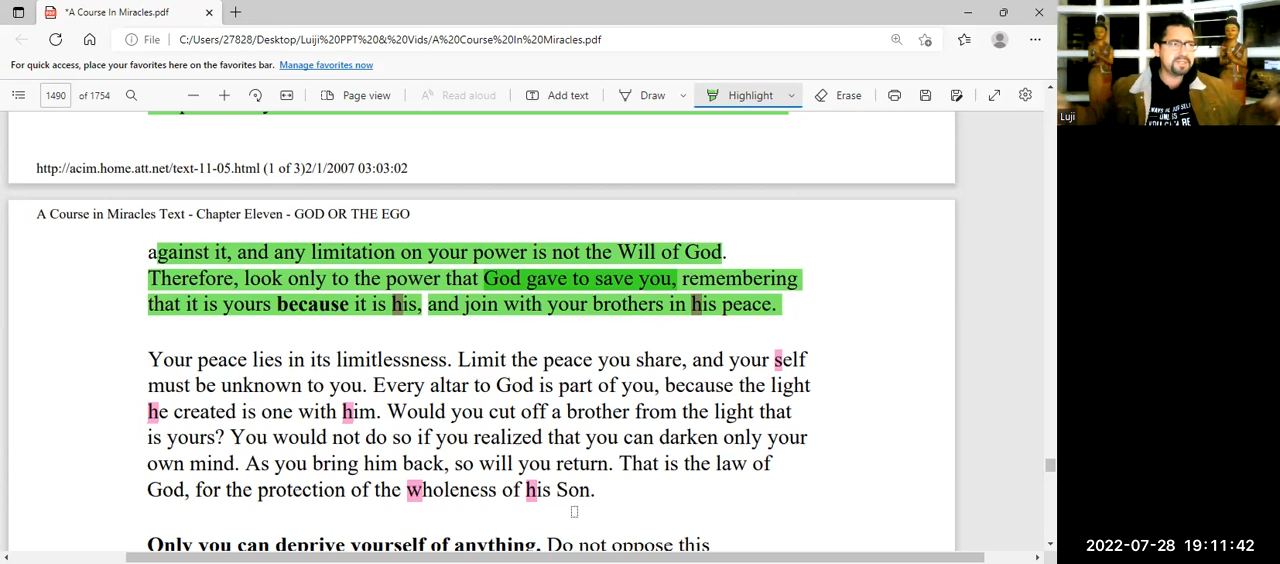 *A Course In Miracles.pdf
File
C:/Users/27828/Desktop/Luiji%20PPT%20&%20Vids/A%20Course%20In%20Miracles.pdf
For quick access, place your favorites here on the favorites bar. Manage favorites now
1490 of 1754
Page view
Read aloud
Add text
Draw
Highlight
Erase
http://acim.home.att.net/text-11-05.html (1 of 3)2/1/2007 03:03:02
A Course in Miracles Text - Chapter Eleven - GOD OR THE EGO
against it, and any limitation on your power is not the Will of God.
Therefore, look only to the power that God gave to save you, remembering
that it is yours because it is his, and join with your brothers in his peace.
Your peace lies in its limitlessness. Limit the peace you share, and your self
must be unknown to you. Every altar to God is part of you, because the light
he created is one with him. Would you cut off a brother from the light that
is yours? You would not do so if you realized that you can darken only your
own mind. As you bring him back, so will you return. That is the law of
God, for the protection of the wholeness of his Son.
Only you can deprive yourself of anything. Do not oppose this
Luji
2022-07-28 19:11:42